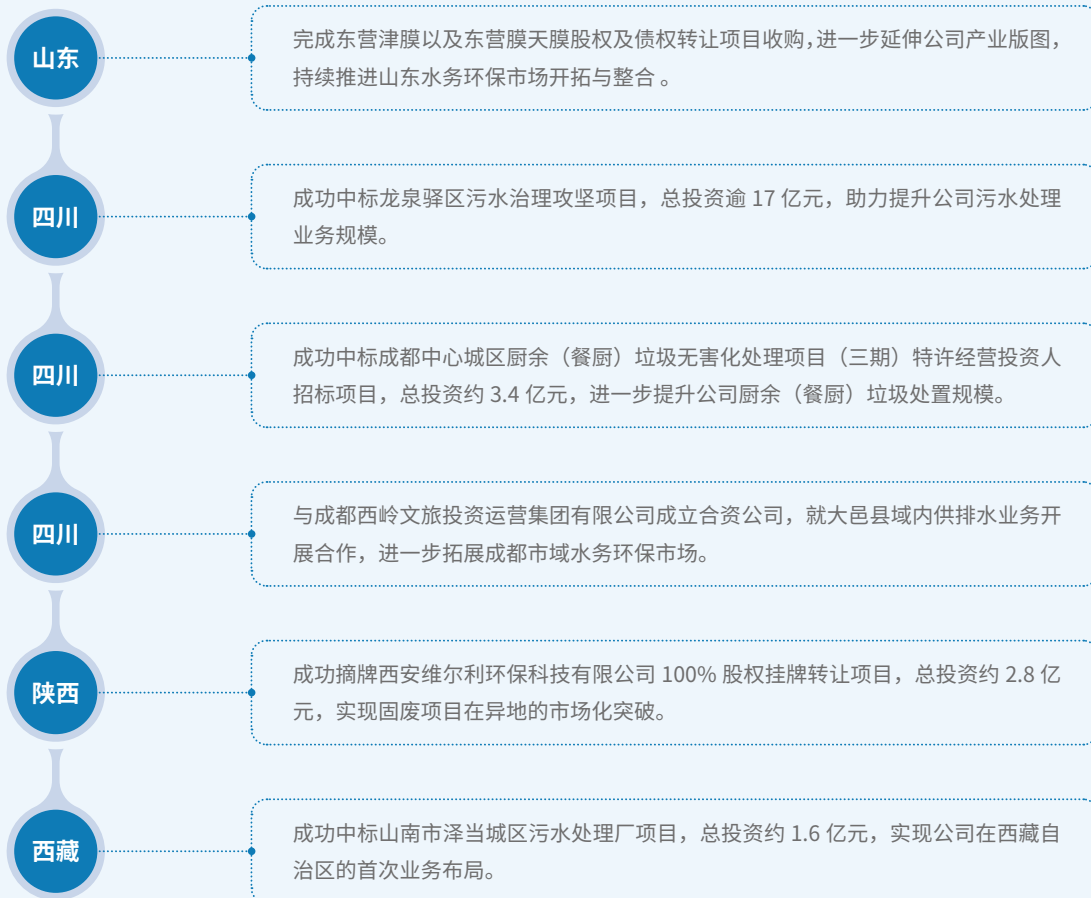 山东
完成东营津膜以及东营膜天膜股权及债权转让项目收购，进一步延伸公司产业版图，
持续推进山东水务环保市场开拓与整合 。
四川
成功中标龙泉驿区污水治理攻坚项目，总投资逾 17 亿元，助力提升公司污水处理
业务规模。
四川
成功中标成都中心城区厨余（餐厨）垃圾无害化处理项目（三期）特许经营投资人
招标项目，总投资约 3.4 亿元，进一步提升公司厨余（餐厨）垃圾处置规模。
四川
与成都西岭文旅投资运营集团有限公司成立合资公司，就大邑县域内供排水业务开
展合作，进一步拓展成都市域水务环保市场。
陕西
成功摘牌西安维尔利环保科技有限公司 100% 股权挂牌转让项目，总投资约 2.8 亿
元，实现固废项目在异地的市场化突破。
西藏
成功中标山南市泽当城区污水处理厂项目，总投资约 1.6 亿元，实现公司在西藏自
治区的首次业务布局。